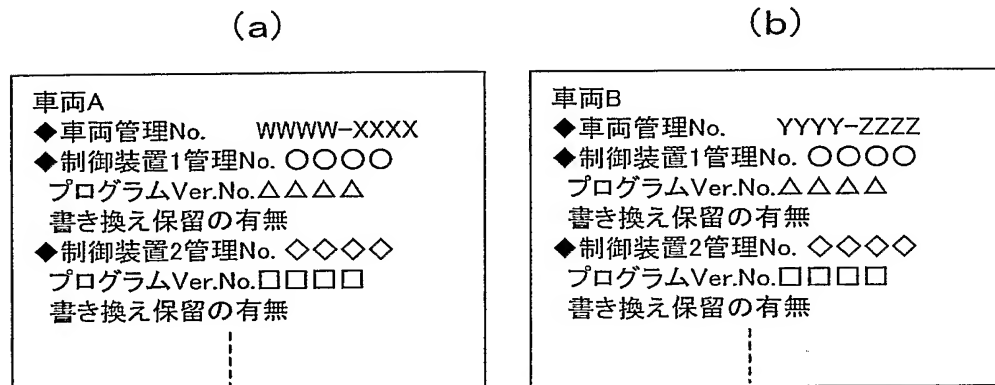 (a)
車両A
◆車両管理No. WWWW-XXXX
◆制御装置1管理No. ○○○○
プログラムVer.No.△△△△
書き換え保留の有無
◆制御装置2管理No. ◇◇◇◇
プログラムVer.No.□□□□
書き換え保留の有無
(b)
車両B
◆車両管理No. YYYY-ZZZZ
◆制御装置1管理No. ○○○○
プログラムVer.No.△△△△
書き換え保留の有無
◆制御装置2管理No. ◇◇◇◇
プログラムVer.No.□□□□
書き換え保留の有無